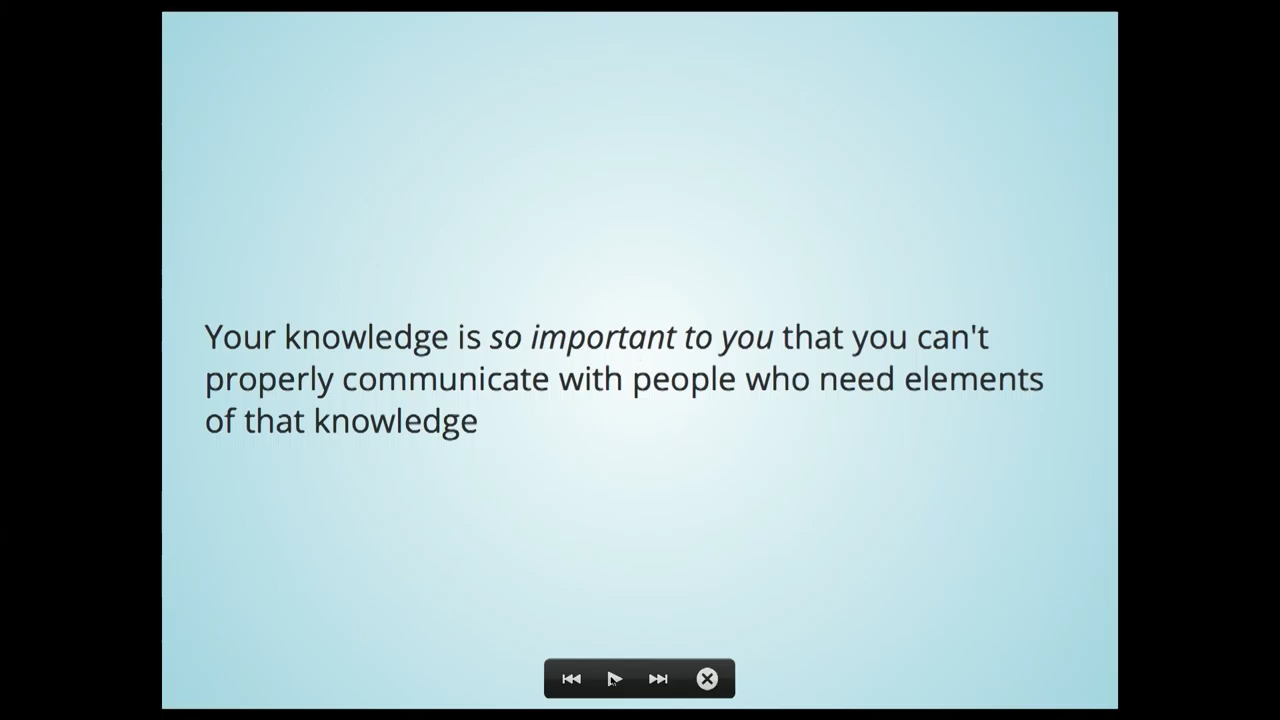 Your knowledge is so important to you that you can't
properly communicate with people who need elements
of that knowledge